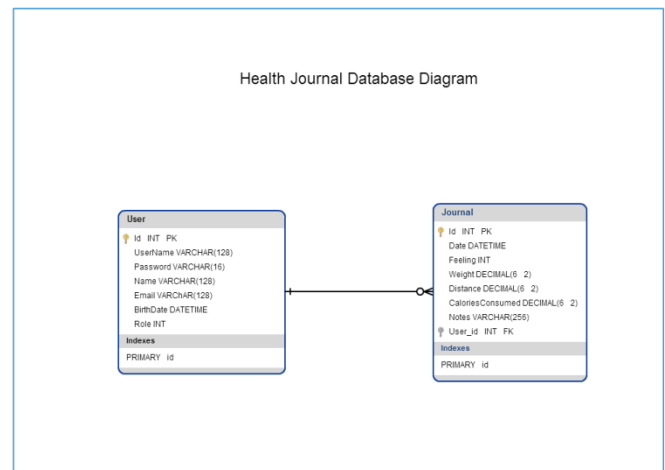 Health Journal Database Diagram
User
Id INT PK
UserName VARCHAR(128)
Password VARCHAR(16)
Name VARCHAR(128)
Email VARChAR(128)
BirthDate DATETIME
Role INT
Indexes
PRIMARY id
Journal
Id INT PK
Date DATETIME
Feeling INT
Weight DECIMAL(6 2)
Distance DECIMAL(6 2)
CaloriesConsumed DECIMAL(6 2)
Notes VARCHAR(256)
User_id INT FK
Indexes
PRIMARY id